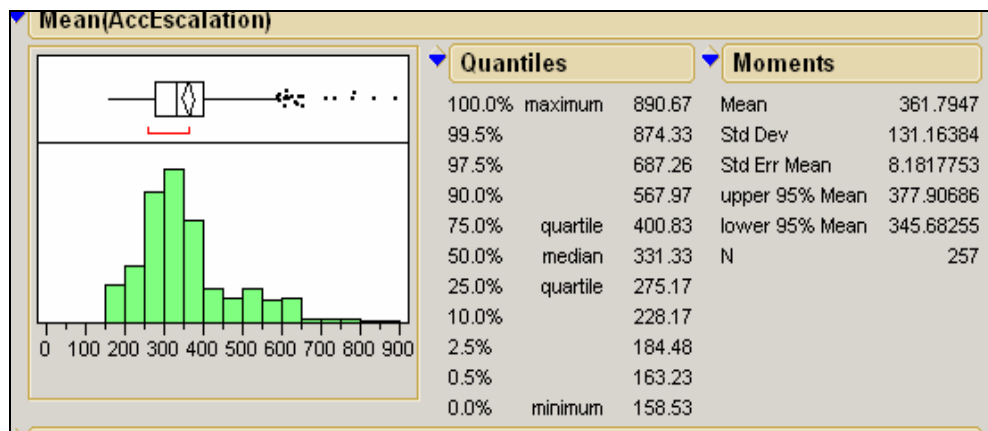 Mean(AccEscalation)
Quantiles
100.0% maximum 890.67
99.5% 874.33
97.5% 687.26
90.0% 567.97
75.0% quartile 400.83
50.0% median 331.33
25.0% quartile 275.17
10.0% 228.17
2.5% 184.48
0.5% 163.23
0.0% minimum 158.53
Moments
Mean 361.7947
Std Dev 131.16384
Std Err Mean 8.1817753
upper 95% Mean 377.90686
lower 95% Mean 345.68255
N 257
0 100 200 300 400 500 600 700 800 900